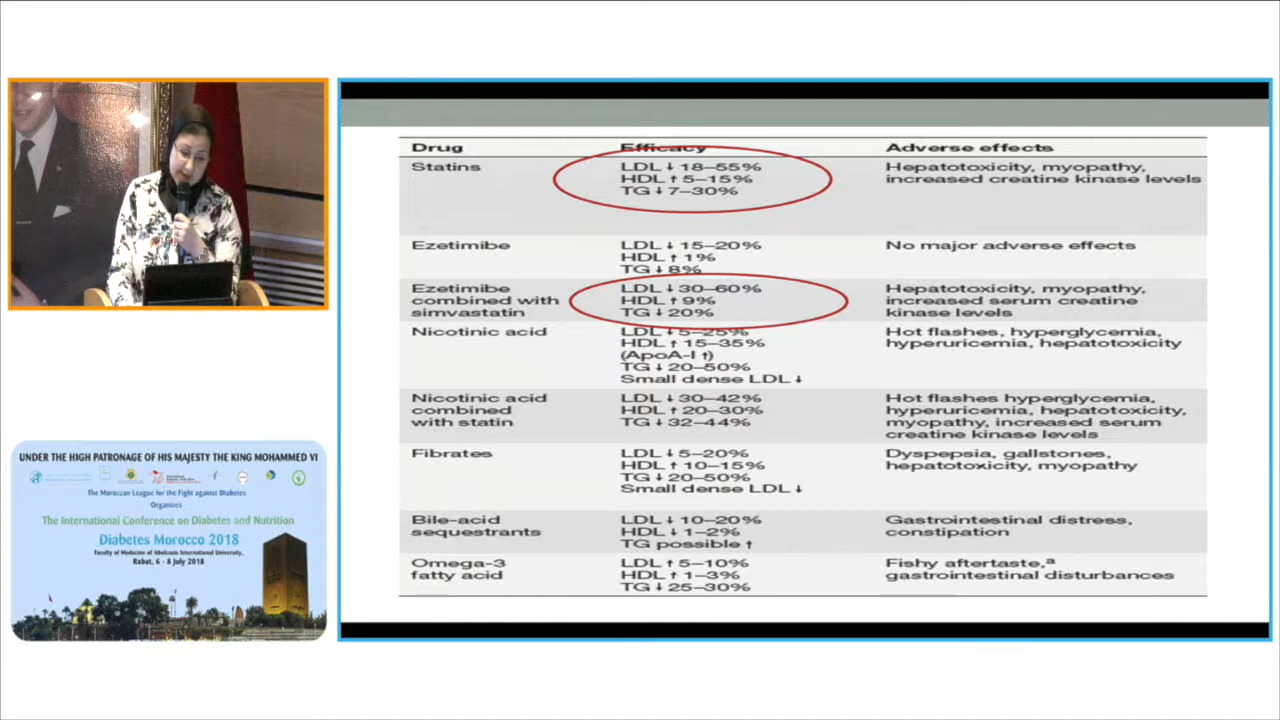 Drug Efficacy Adverse effects
Statins LDL ↓ 18–55% Hepatotoxicity, myopathy,
HDL ↑ 5–15% increased creatine kinase levels
TG ↓ 7–30%
Ezetimibe LDL ↓ 15–20% No major adverse effects
HDL ↑ 1%
TG ↓ 8%
Ezetimibe LDL ↓ 30–60% Hepatotoxicity, myopathy,
combined with HDL ↑ 9% increased serum creatine
simvastatin TG ↓ 20% kinase levels
Nicotinic acid LDL ↓ 5–25% Hot flashes, hyperglycemia,
HDL ↑ 15–35% hyperuricemia, hepatotoxicity
(ApoA-I ↑)
TG ↓ 20–50%
Small dense LDL ↓
Nicotinic acid LDL ↓ 30–42% Hot flashes hyperglycemia,
combined HDL ↑ 20–30% hyperuricemia, hepatotoxicity,
with statin TG ↓ 32–44% myopathy, increased serum
creatine kinase levels
Fibrates LDL ↓ 5–20% Dyspepsia, gallstones,
HDL ↑ 10–15% hepatotoxicity, myopathy
TG ↓ 20–50%
Small dense LDL ↓
Bile-acid LDL ↓ 10–20% Gastrointestinal distress,
sequestrants HDL ↓ 1–2% constipation
TG possible ↑
Omega-3 LDL ↑ 5–10% Fishy aftertaste,a
fatty acid HDL ↑ 1–3% gastrointestinal disturbances
TG ↓ 25–30%
UNDER THE HIGH PATRONAGE OF HIS MAJESTY THE KING MOHAMMED VI
The Moroccan League for the Fight against Diabetes
Organizes
The International Conference on Diabetes and Nutrition
Diabetes Morocco 2018
Faculty of Medicine of Abulcasis International University,
Rabat, 6 - 8 July 2018